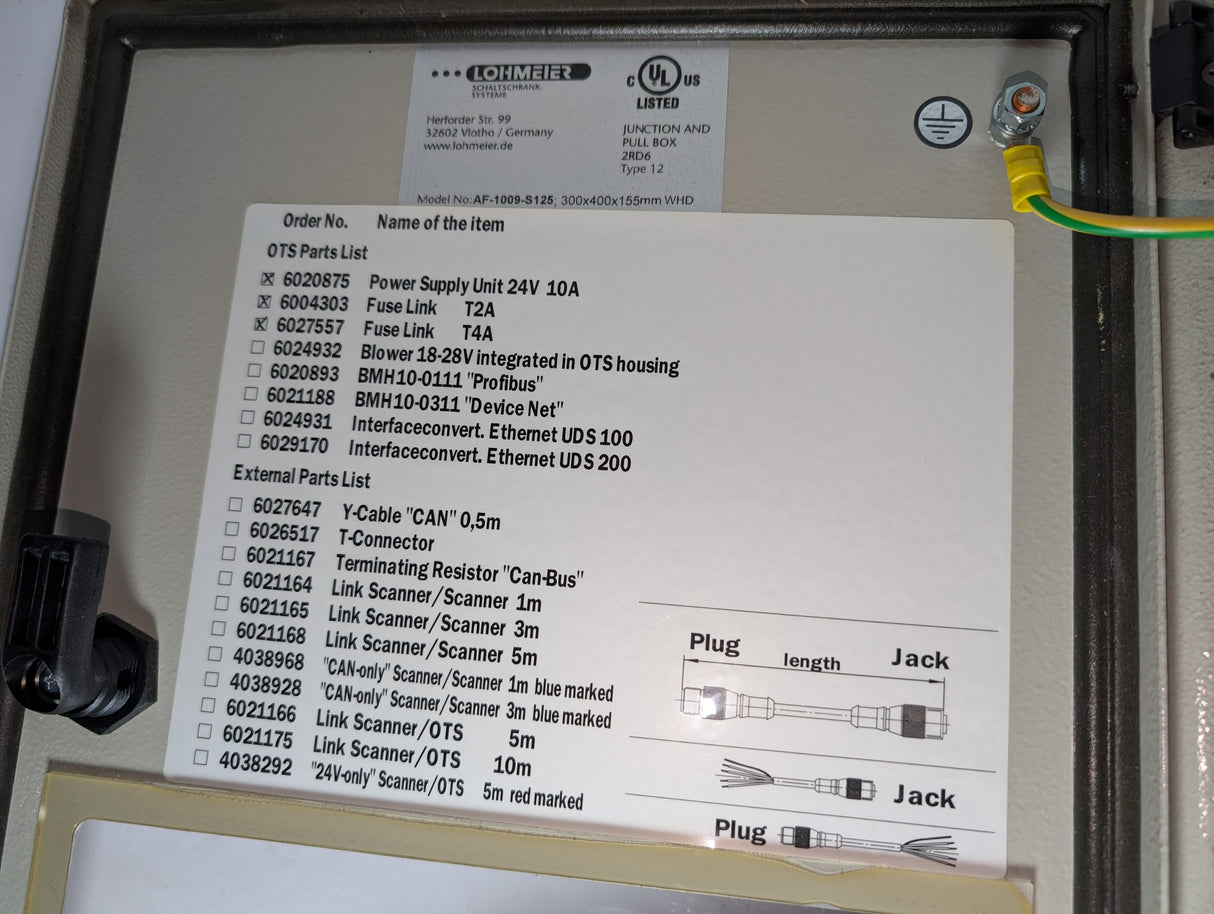 LOHMEIER
SCHALTSCHRANK-
SYSTEME
Herforder Str. 99
32602 Vlotho / Germany
www.lohmeier.de
C UL US
LISTED
JUNCTION AND
PULL BOX
2RD6
Type 12
Model No: AF-1009-S125; 300x400x155mm WHD
Order No. Name of the item
OTS Parts List
☒ 6020875 Power Supply Unit 24V 10A
☒ 6004303 Fuse Link T2A
☒ 6027557 Fuse Link T4A
☐ 6024932 Blower 18-28V integrated in OTS housing
☐ 6020893 BMH10-0111 "Profibus"
☐ 6021188 BMH10-0311 "Device Net"
☐ 6024931 Interfaceconvert. Ethernet UDS 100
☐ 6029170 Interfaceconvert. Ethernet UDS 200
External Parts List
☐ 6027647 Y-Cable "CAN" 0,5m
☐ 6026517 T-Connector
☐ 6021167 Terminating Resistor "Can-Bus"
☐ 6021164 Link Scanner/Scanner 1m
☐ 6021165 Link Scanner/Scanner 3m
☐ 6021168 Link Scanner/Scanner 5m
☐ 4038968 "CAN-only" Scanner/Scanner 1m blue marked
☐ 4038928 "CAN-only" Scanner/Scanner 3m blue marked
☐ 6021166 Link Scanner/OTS 5m
☐ 6021175 Link Scanner/OTS 10m
☐ 4038292 "24V-only" Scanner/OTS 5m red marked
Plug length Jack
Jack
Plug